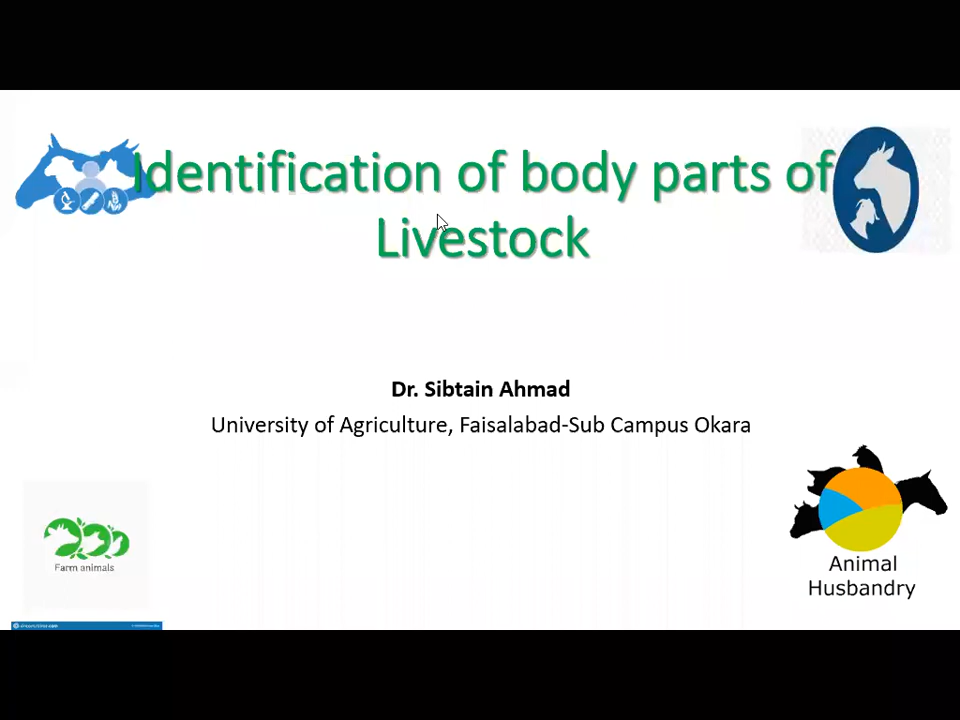 Identification of body parts of
Livestock
Dr. Sibtain Ahmad
University of Agriculture, Faisalabad-Sub Campus Okara
Farm animals
Animal
Husbandry